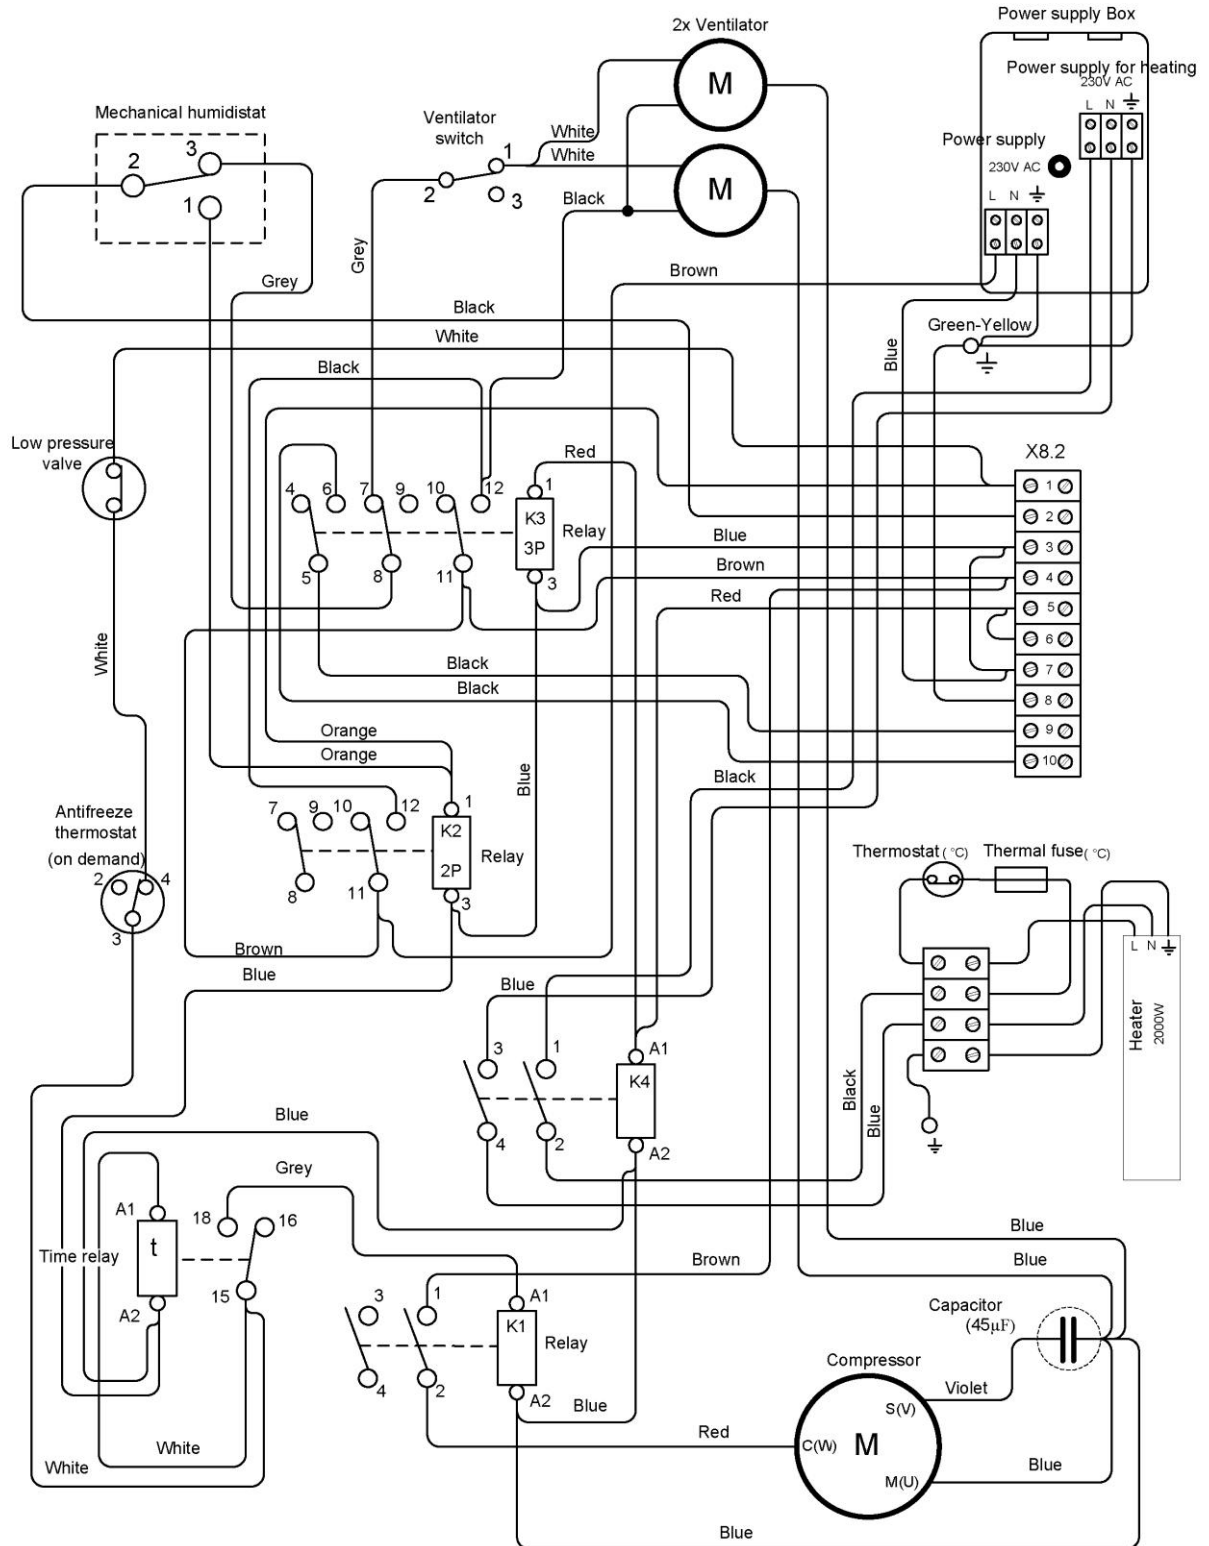 Power supply Box
2x Ventilator
Power supply for heating
230V AC
L N
M
Mechanical humidistat
Ventilator
switch
White
White
1
2
3
Power supply
230V AC
L N
M
3
2
1
Black
Grey
Brown
Grey
Black
Green-Yellow
White
Blue
Black
Low pressure
valve
Red
X8.2
4 6 7 9 10 12
1
K3
3P
Relay
5 8 11
3
1
2
3
4
5
6
7
8
9
10
Blue
Brown
Red
White
Black
Black
Orange
Orange
Blue
Black
Antifreeze
thermostat
(on demand)
2 4
3
7 9 10 12
1
K2
2P
Relay
8 11
3
Thermostat (°C) Thermal fuse (°C)
Brown
Blue
Blue
L N
Heater
2000W
3 1
A1
K4
4 2
A2
Black
Blue
Blue
Grey
A1
18 16
t
Time relay
15
A2
Blue
Brown
Blue
3 1
A1
K1
Relay
4 2
A2
Blue
Capacitor
(45µF)
Compressor
Violet
S(V)
C(W) M
M(U)
Red
Blue
White
White
Blue